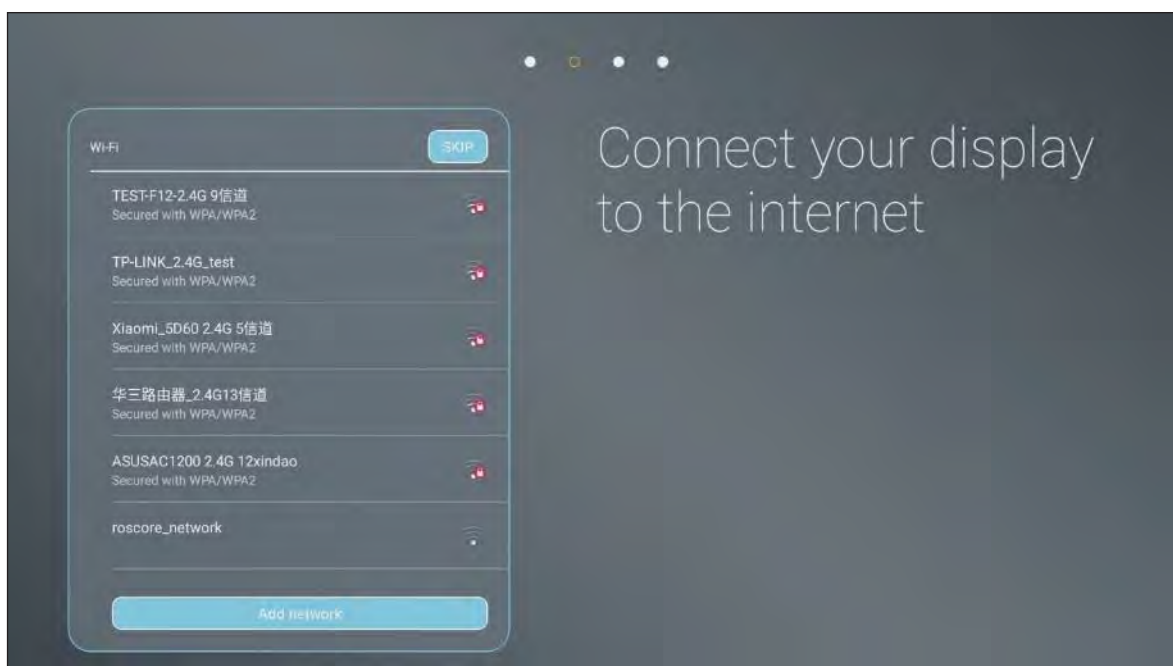 Wi-Fi
SKIP
TEST-F12-2.4G 9信道
Secured with WPA/WPA2
TP-LINK_2.4G_test
Secured with WPA/WPA2
Xiaomi_5D60 2.4G 5信道
Secured with WPA/WPA2
华三路由器_2.4G13信道
Secured with WPA/WPA2
ASUSAC1200 2.4G 12xindao
Secured with WPA/WPA2
roscore_network
Add network
Connect your display
to the internet